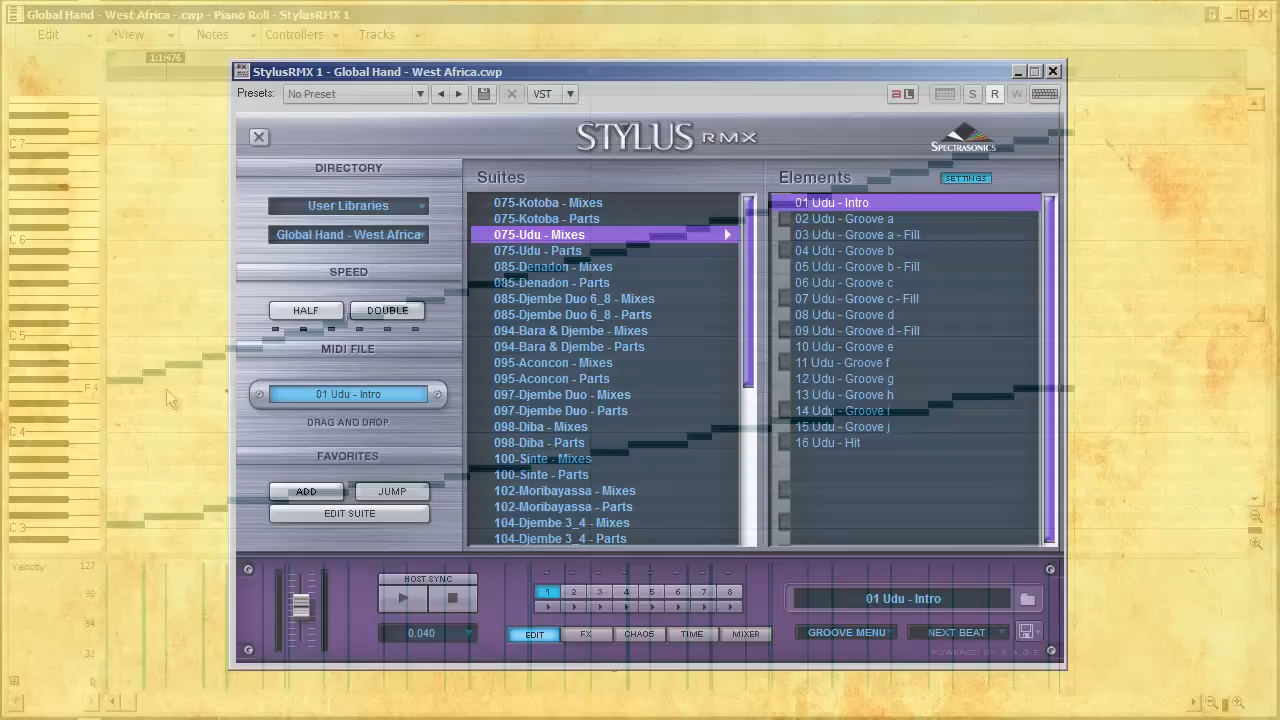 Global Hand - West Africa -.cwp - Piano Roll - StylusRMX 1
Edit View Notes Controllers Tracks
1:1:476
StylusRMX 1 - Global Hand - West Africa.cwp
Presets: No Preset VST S R W
STYLUS RMX
SPECTRASONICS
DIRECTORY
User Libraries
Global Hand - West Africa
SPEED
HALF DOUBLE
MIDI FILE
01 Udu - Intro
DRAG AND DROP
FAVORITES
ADD JUMP
EDIT SUITE
Suites
075-Kotoba - Mixes
075-Kotoba - Parts
075-Udu - Mixes
075-Udu - Parts
085-Denadon - Mixes
085-Denadon - Parts
085-Djembe Duo 6_8 - Mixes
085-Djembe Duo 6_8 - Parts
094-Bara & Djembe - Mixes
094-Bara & Djembe - Parts
095-Aconcon - Mixes
095-Aconcon - Parts
097-Djembe Duo - Mixes
097-Djembe Duo - Parts
098-Diba - Mixes
098-Diba - Parts
100-Sinte - Mixes
100-Sinte - Parts
102-Moribayassa - Mixes
102-Moribayassa - Parts
104-Djembe 3_4 - Mixes
104-Djembe 3_4 - Parts
Elements
SETTINGS
01 Udu - Intro
02 Udu - Groove a
03 Udu - Groove a - Fill
04 Udu - Groove b
05 Udu - Groove b - Fill
06 Udu - Groove c
07 Udu - Groove c - Fill
08 Udu - Groove d
09 Udu - Groove d - Fill
10 Udu - Groove e
11 Udu - Groove f
12 Udu - Groove g
13 Udu - Groove h
14 Udu - Groove i
15 Udu - Groove j
16 Udu - Hit
C 7
C 6
C 5
F 4
C 4
C 3
Velocity 127
96
64
32
0
HOST SYNC
0.040
1 2 3 4 5 6 7 8
EDIT FX CHAOS TIME MIXER
01 Udu - Intro
GROOVE MENU NEXT BEAT
POWERED BY S.A.G.E.